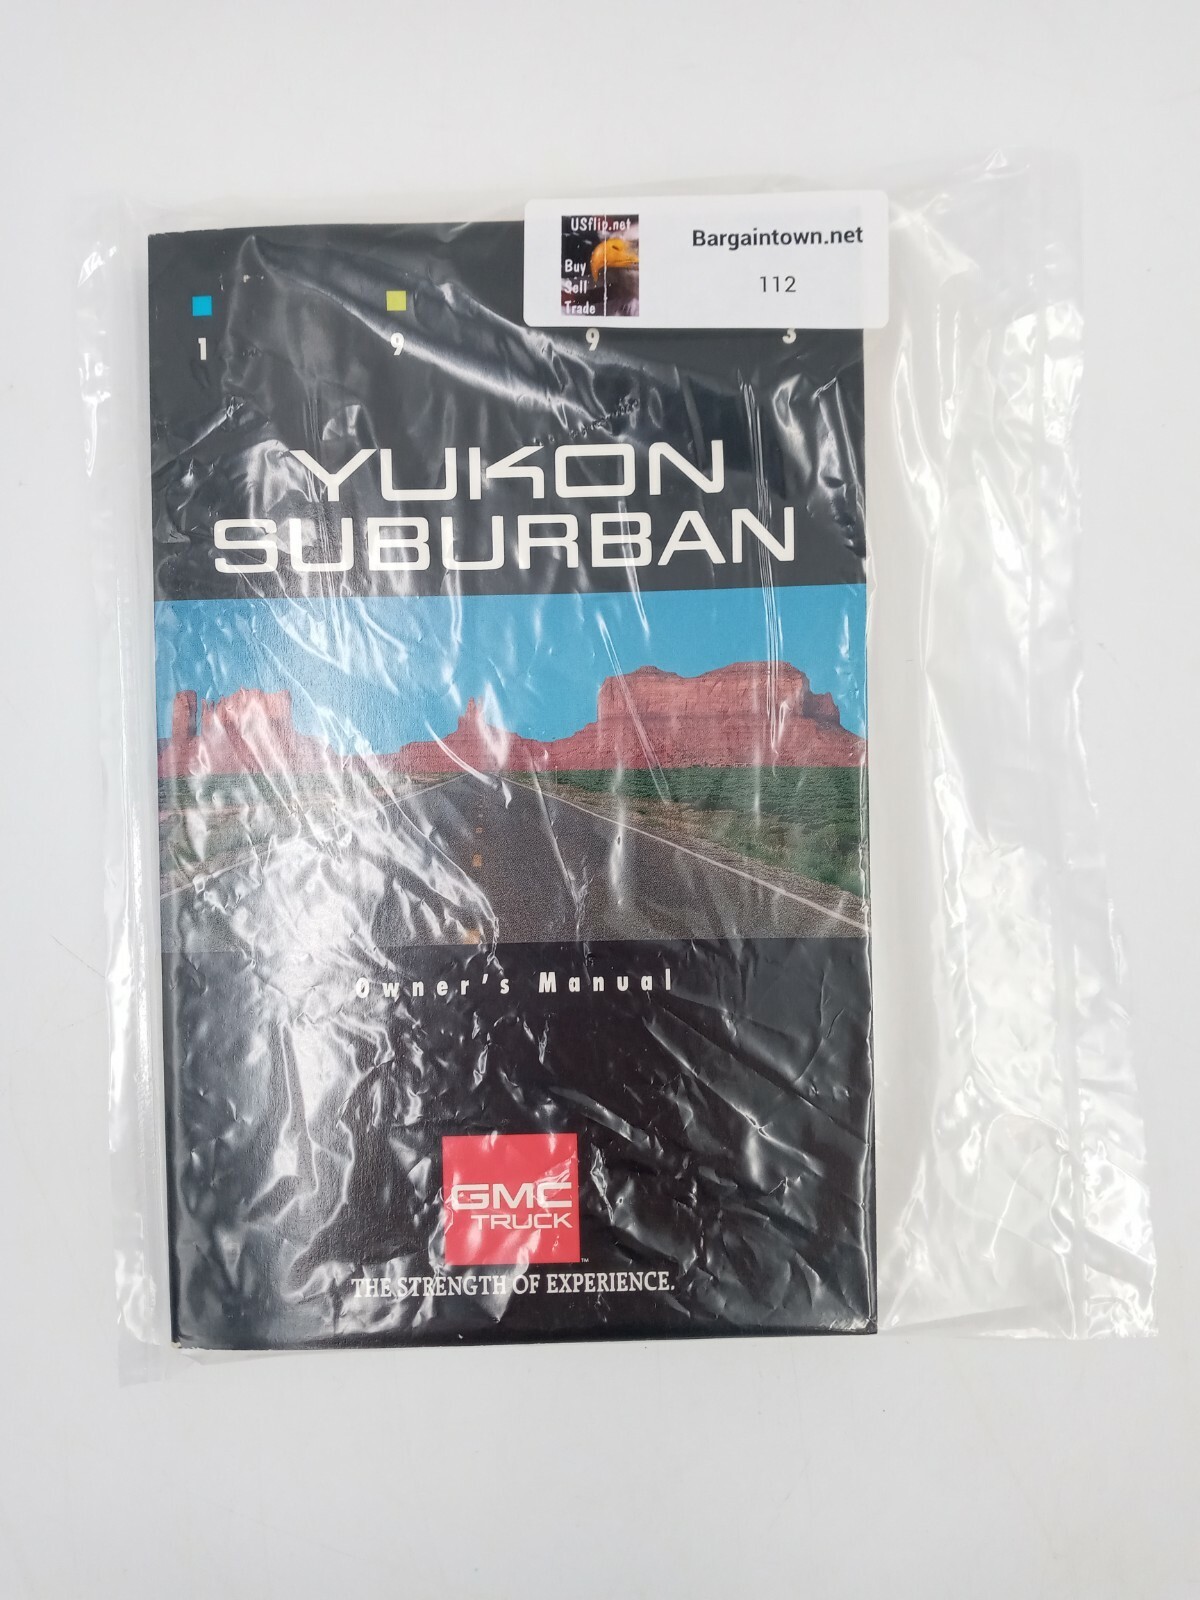 USflip.net
Buy
Sell
Trade
Bargaintown.net
112
1 9 9
YUKON
SUBURBAN
Owner's Manual
GMC
TRUCK
™
THE STRENGTH OF EXPERIENCE.